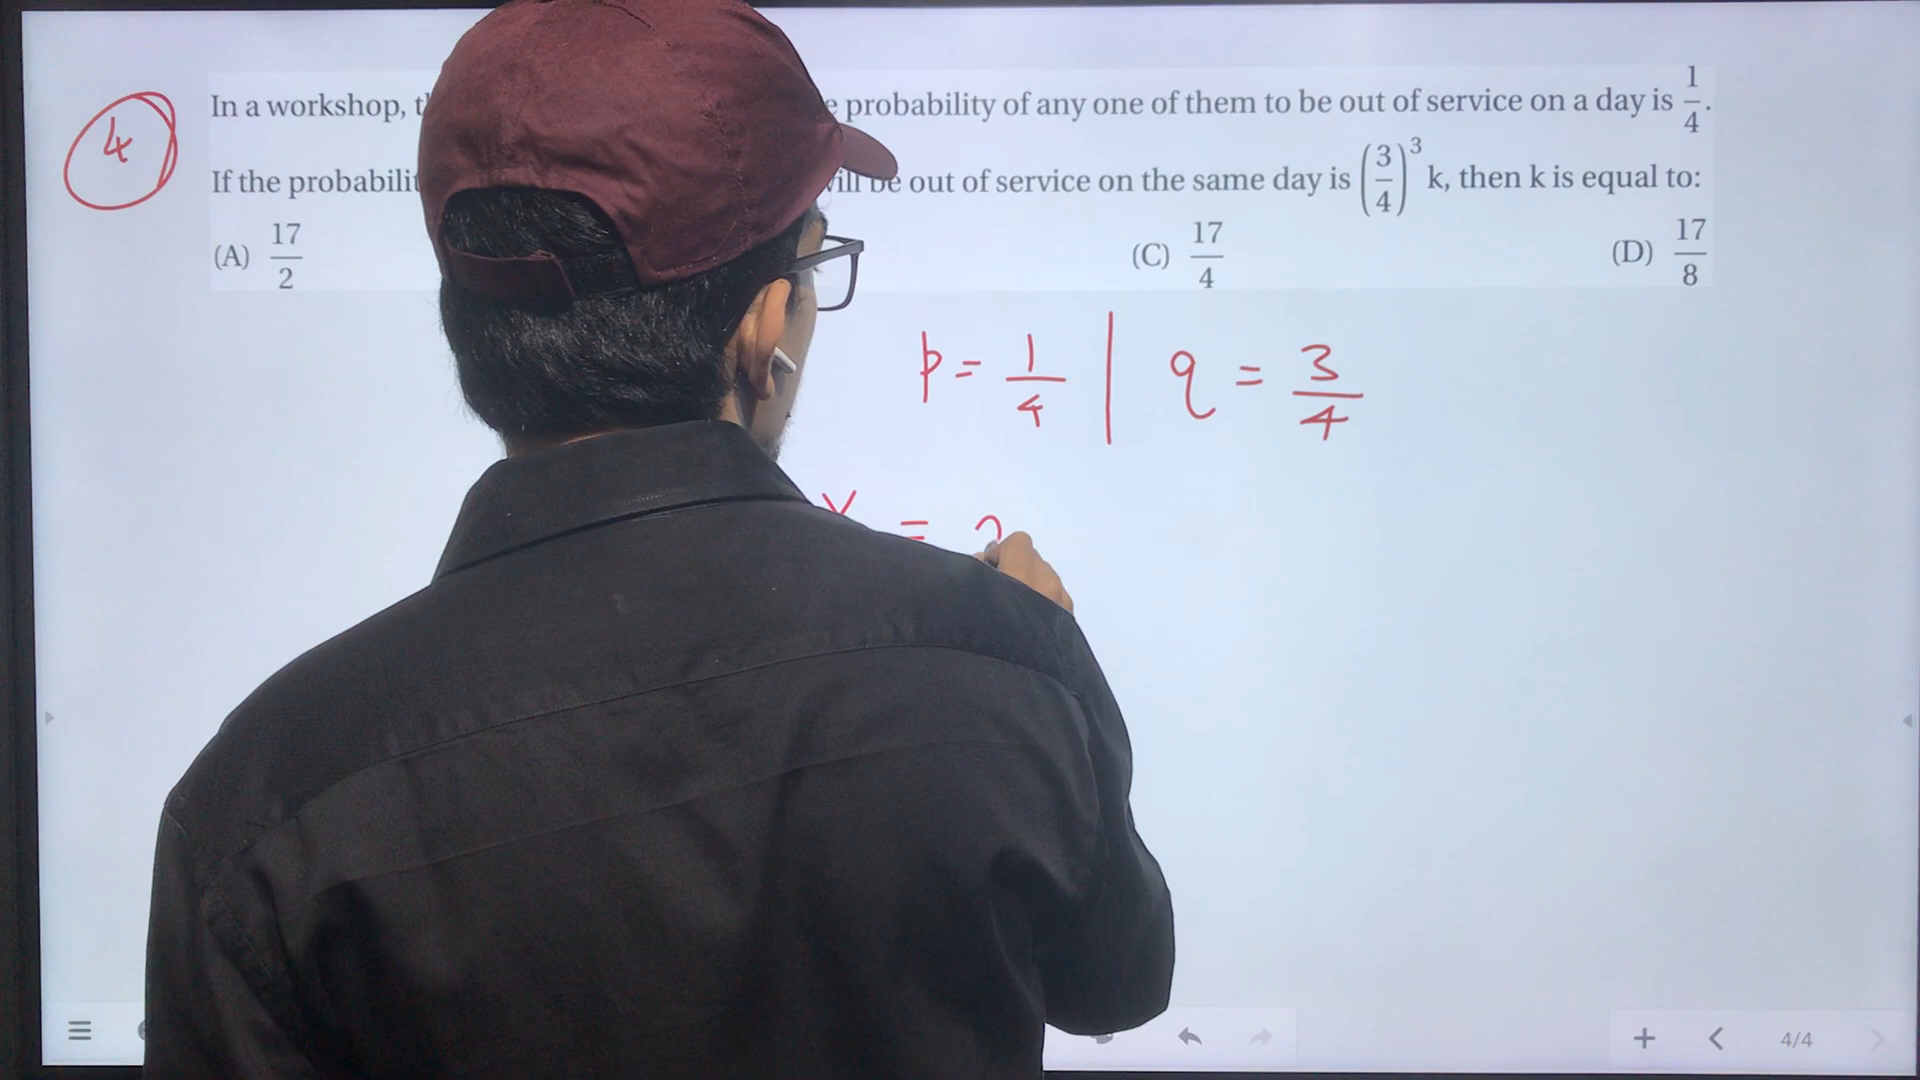 4
In a workshop, probability of any one of them to be out of service on a day is 1/4.
If the be out of service on the same day is (3/4)^3 k, then k is equal to:
(A) 17/2 (C) 17/4 (D) 17/8
p = 1/4 | q = 3/4
=
4/4